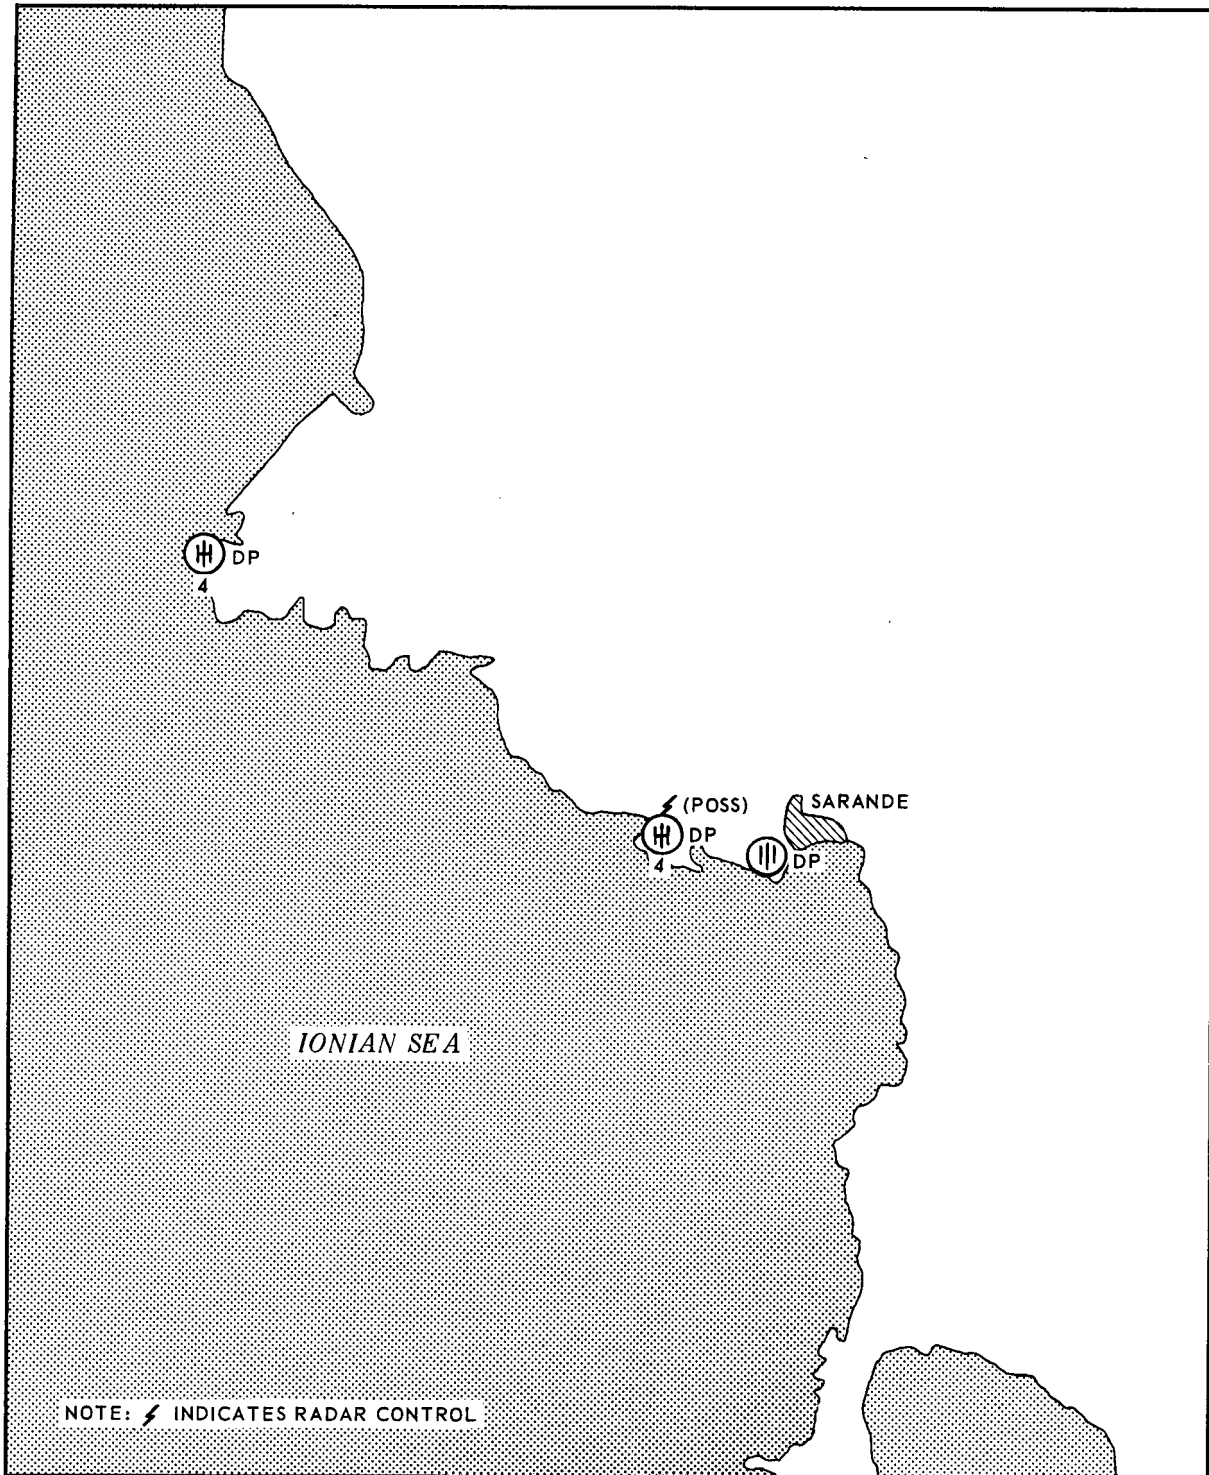 DP
4
(POSS)
SARANDE
DP
4
DP
IONIAN SEA
NOTE: INDICATES RADAR CONTROL